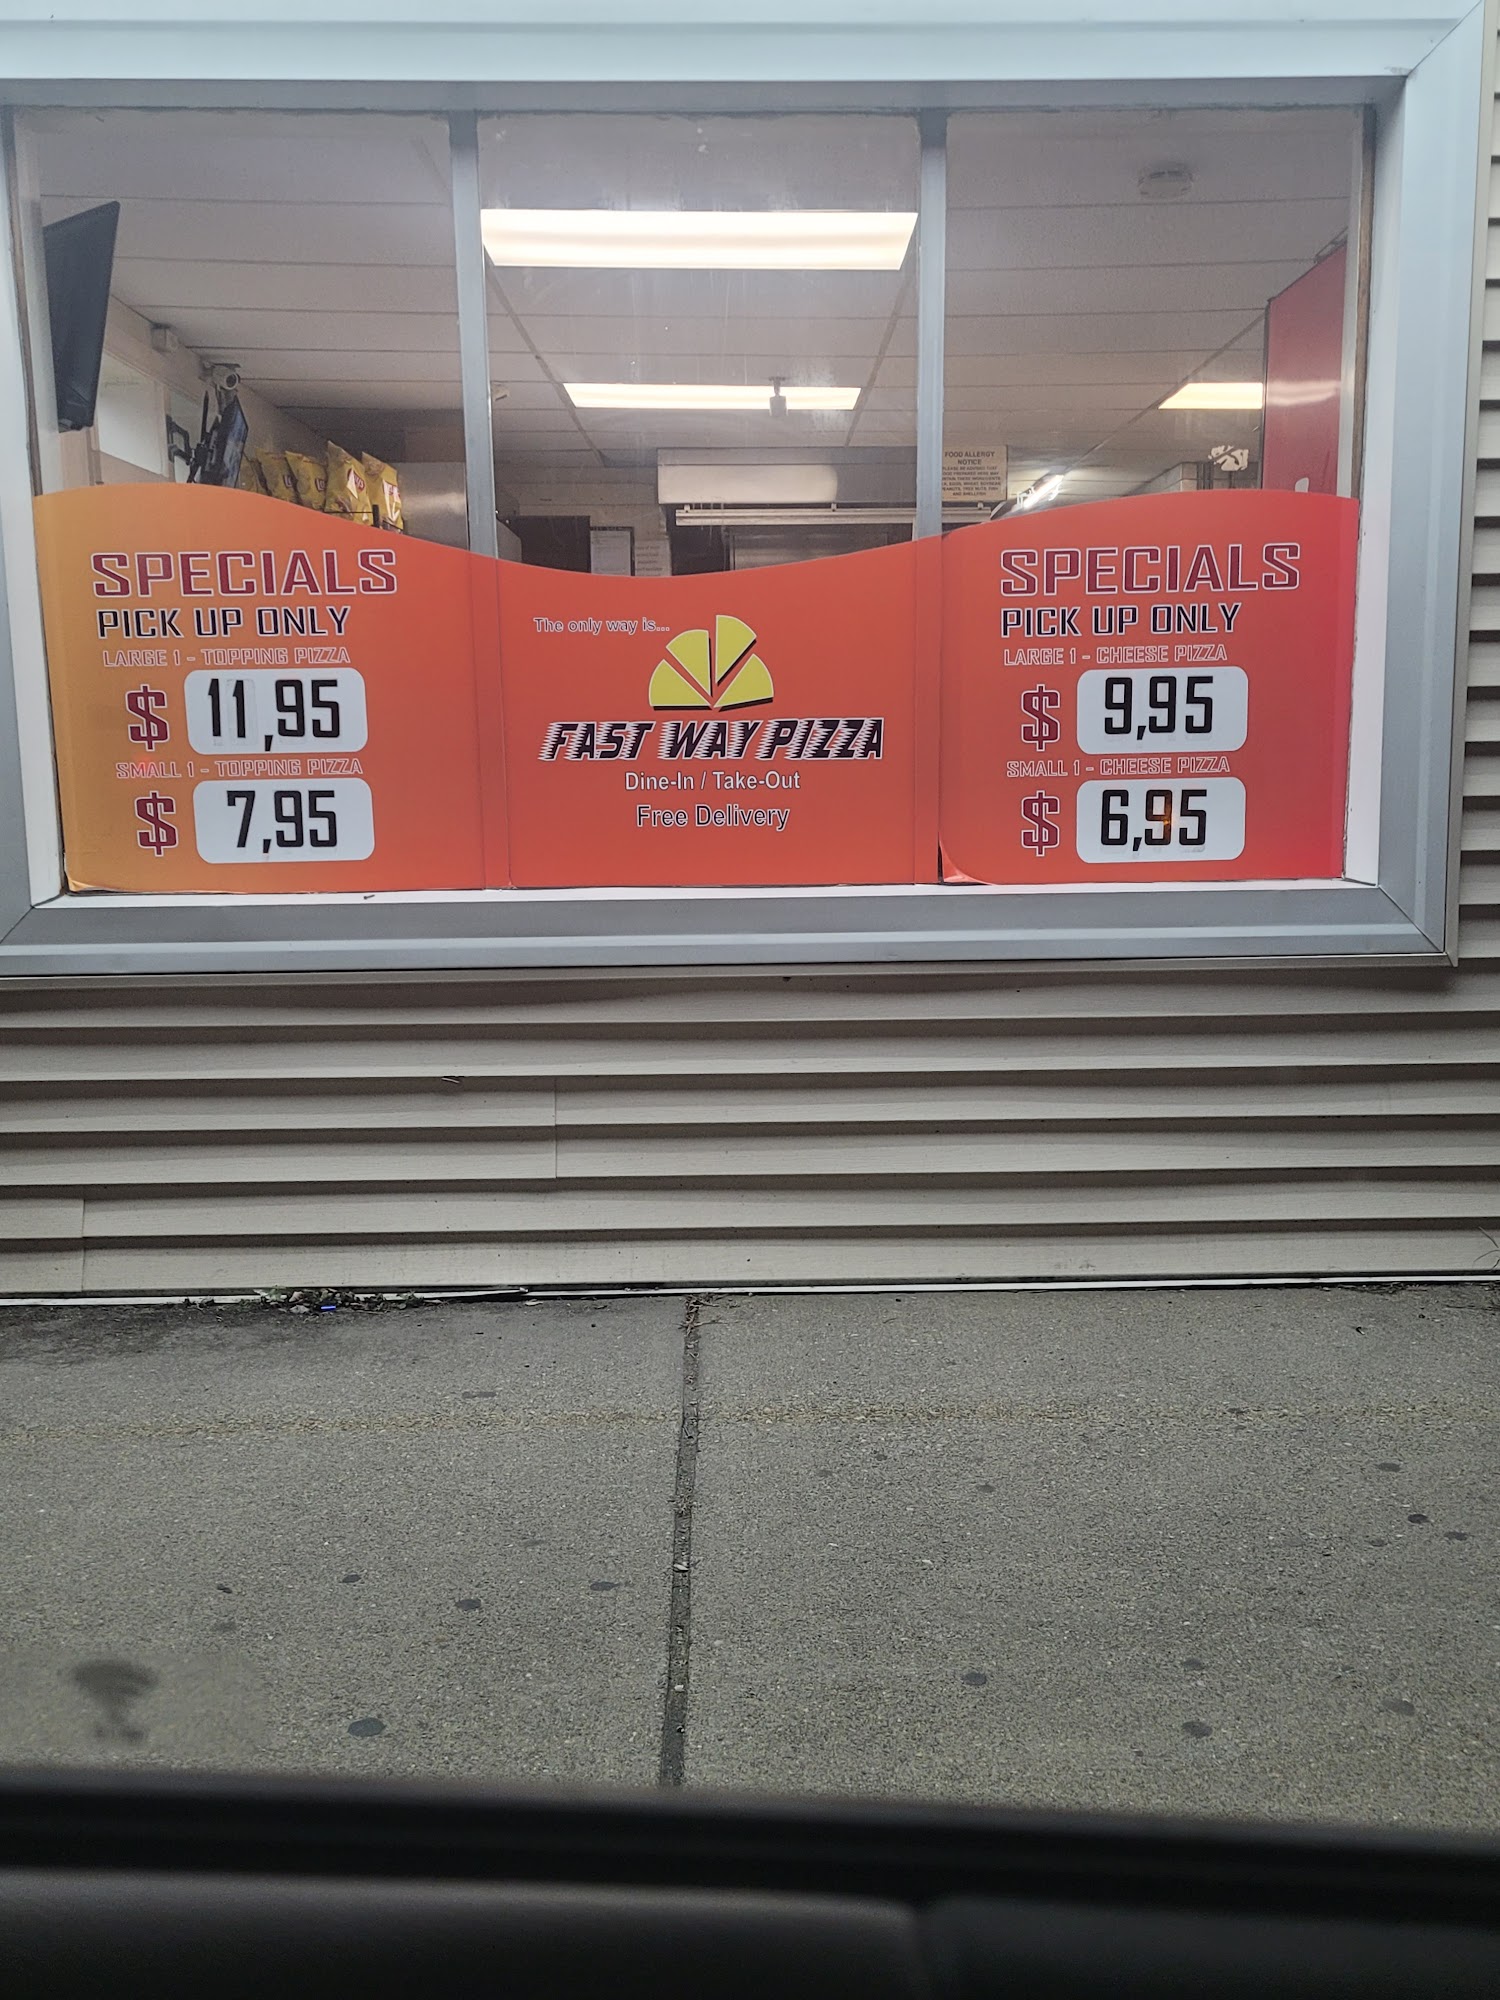 FOOD ALLERGY
NOTICE
SPECIALS
PICK UP ONLY
LARGE 1 - TOPPING PIZZA
$ 11,95
SMALL 1 - TOPPING PIZZA
$ 7,95
The only way is...
FAST WAY PIZZA
Dine-In / Take-Out
Free Delivery
SPECIALS
PICK UP ONLY
LARGE 1 - CHEESE PIZZA
$ 9,95
SMALL 1 - CHEESE PIZZA
$ 6,95